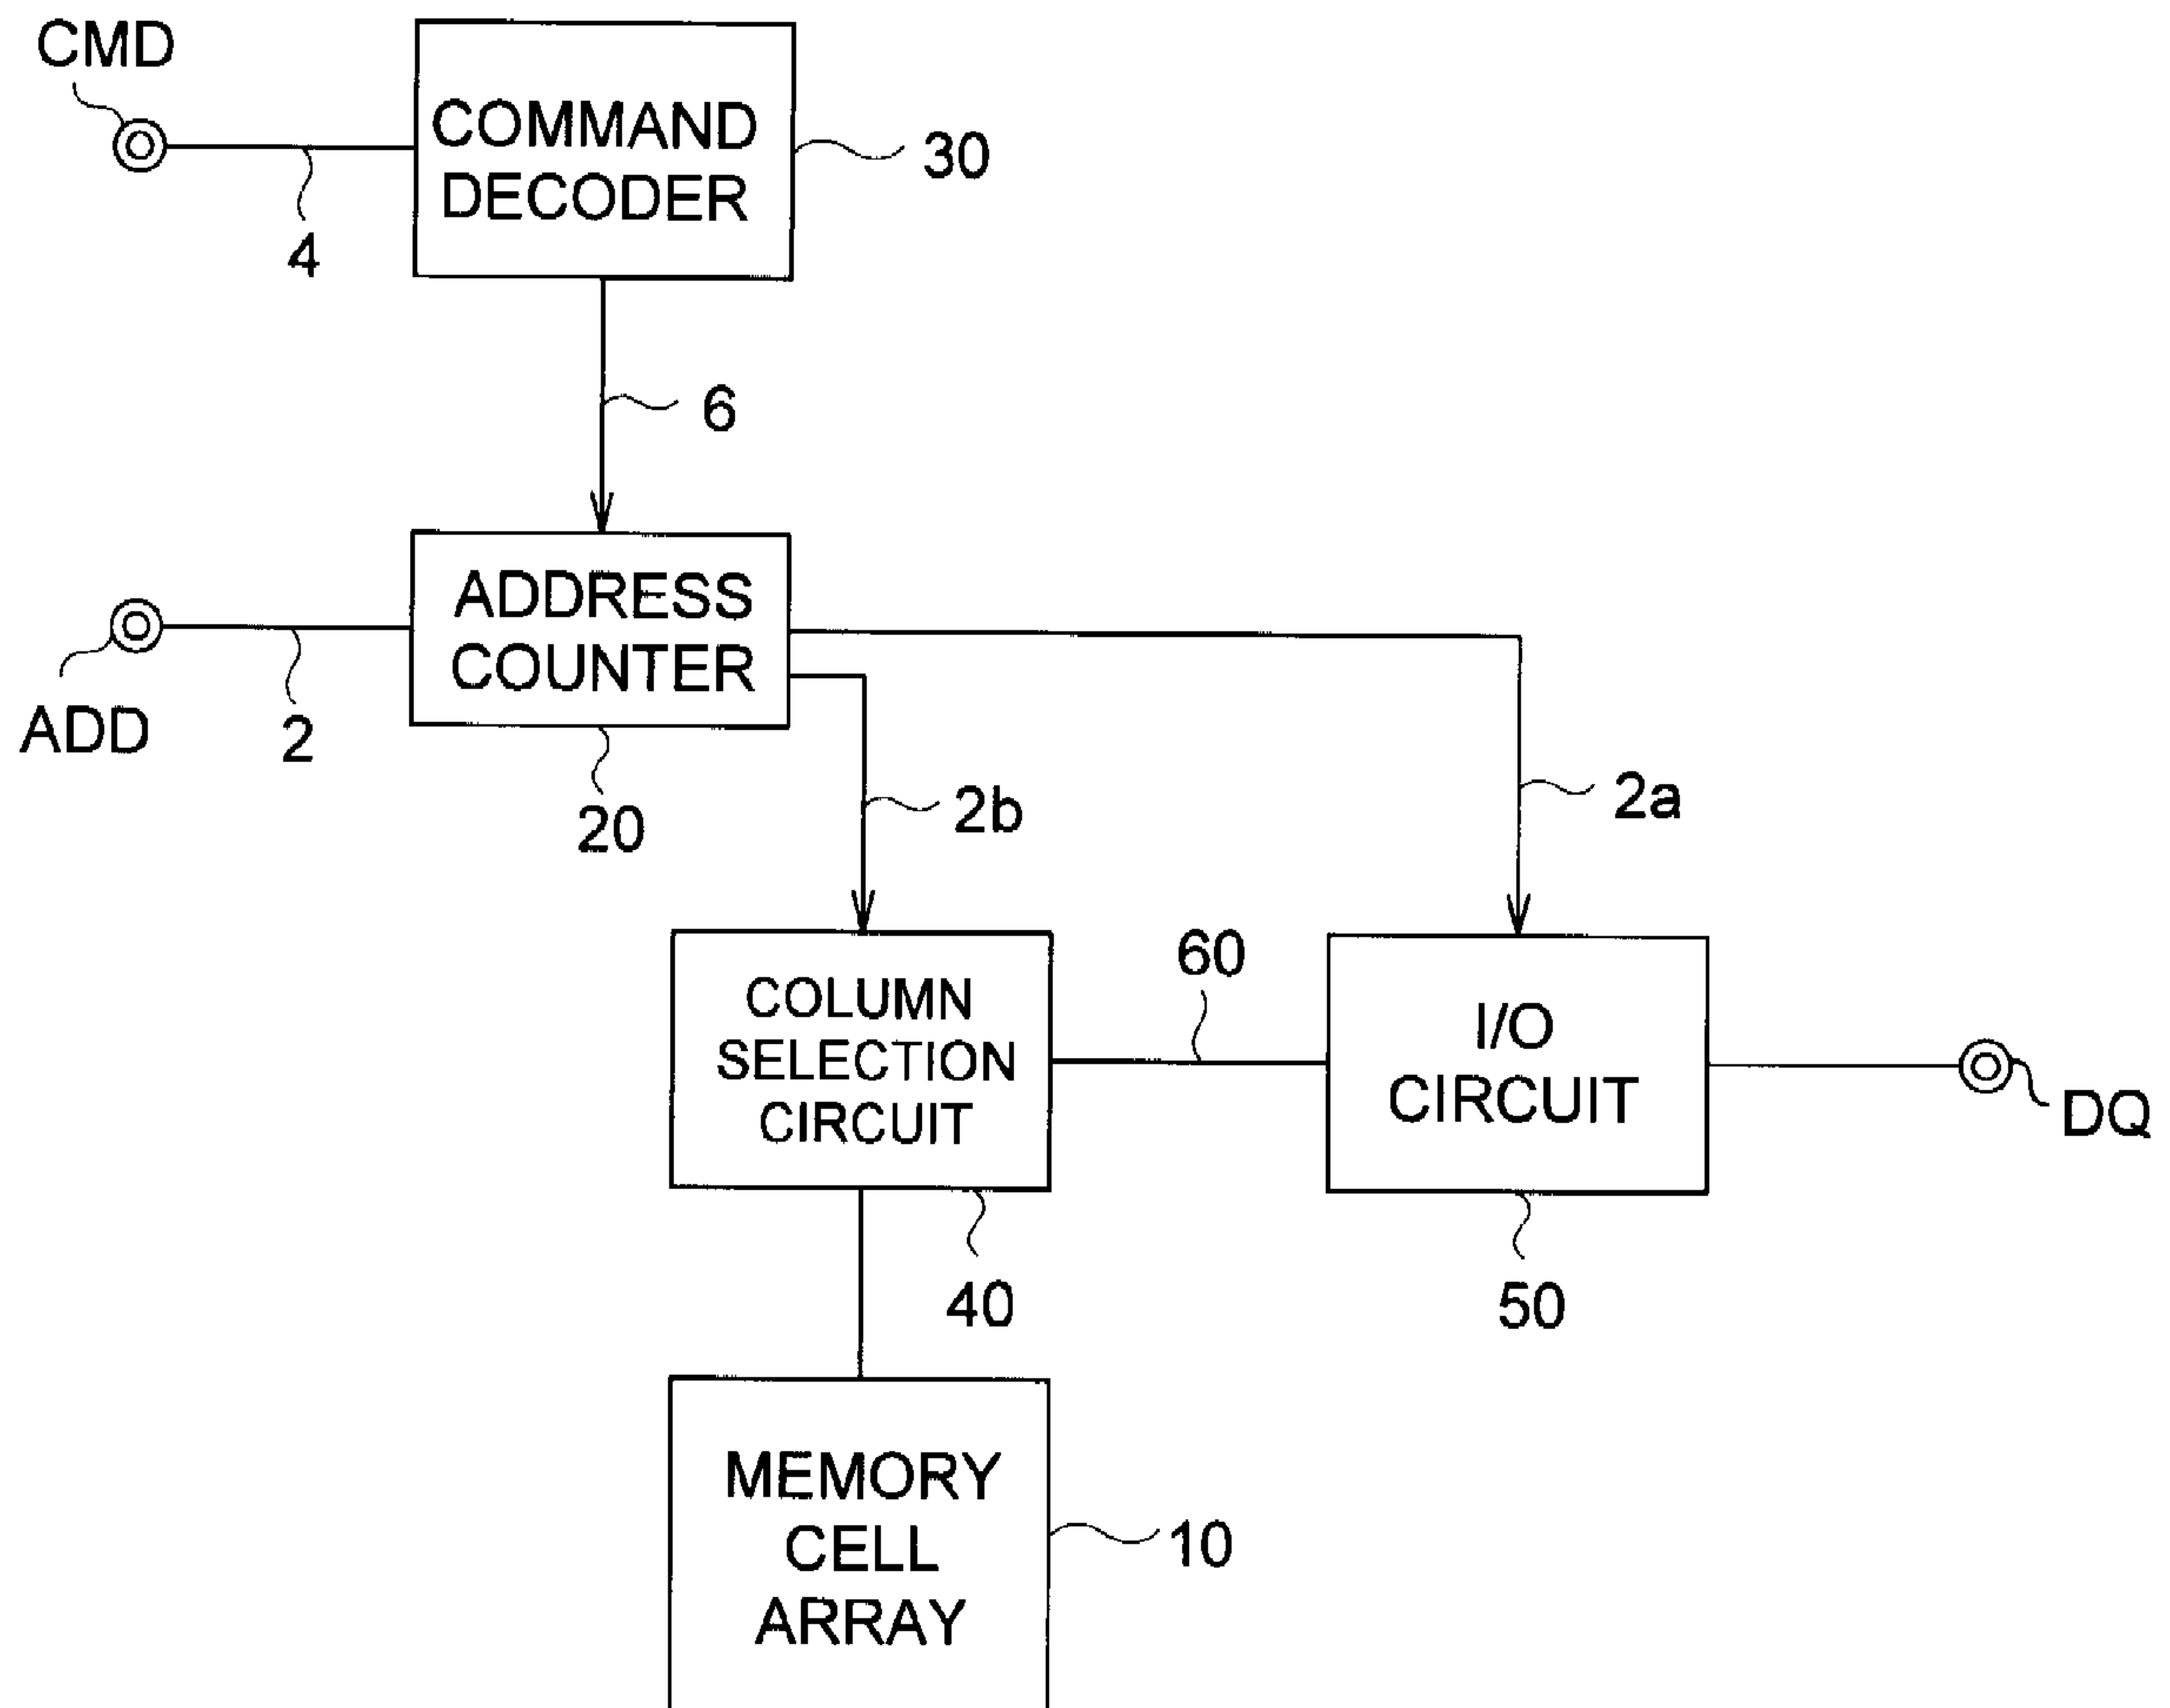 CMD
COMMAND
DECODER
30
4
6
ADDRESS
COUNTER
ADD
2
20
2b
2a
COLUMN
SELECTION
CIRCUIT
60
I/O
CIRCUIT
DQ
40
50
MEMORY
CELL
ARRAY
10